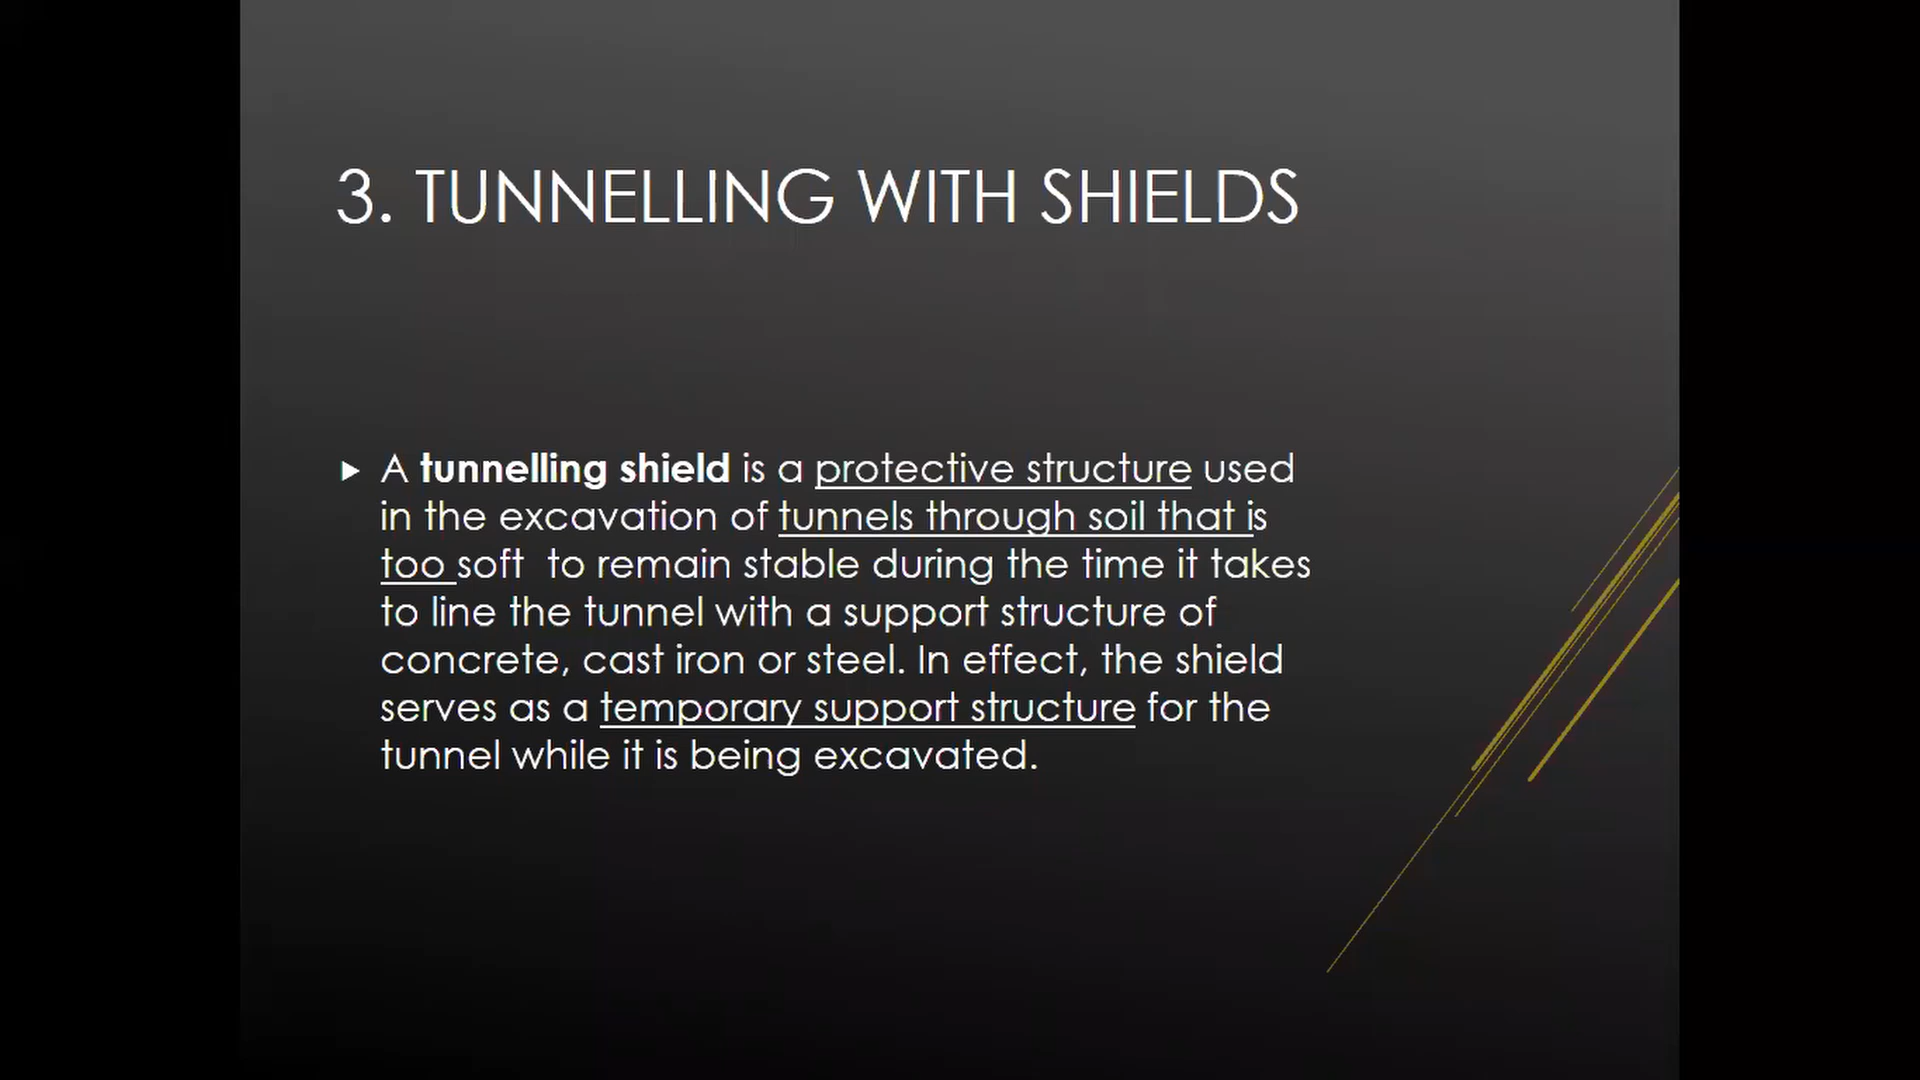 3. TUNNELLING WITH SHIELDS
A tunnelling shield is a protective structure used
in the excavation of tunnels through soil that is
too soft  to remain stable during the time it takes
to line the tunnel with a support structure of
concrete, cast iron or steel. In effect, the shield
serves as a temporary support structure for the
tunnel while it is being excavated.